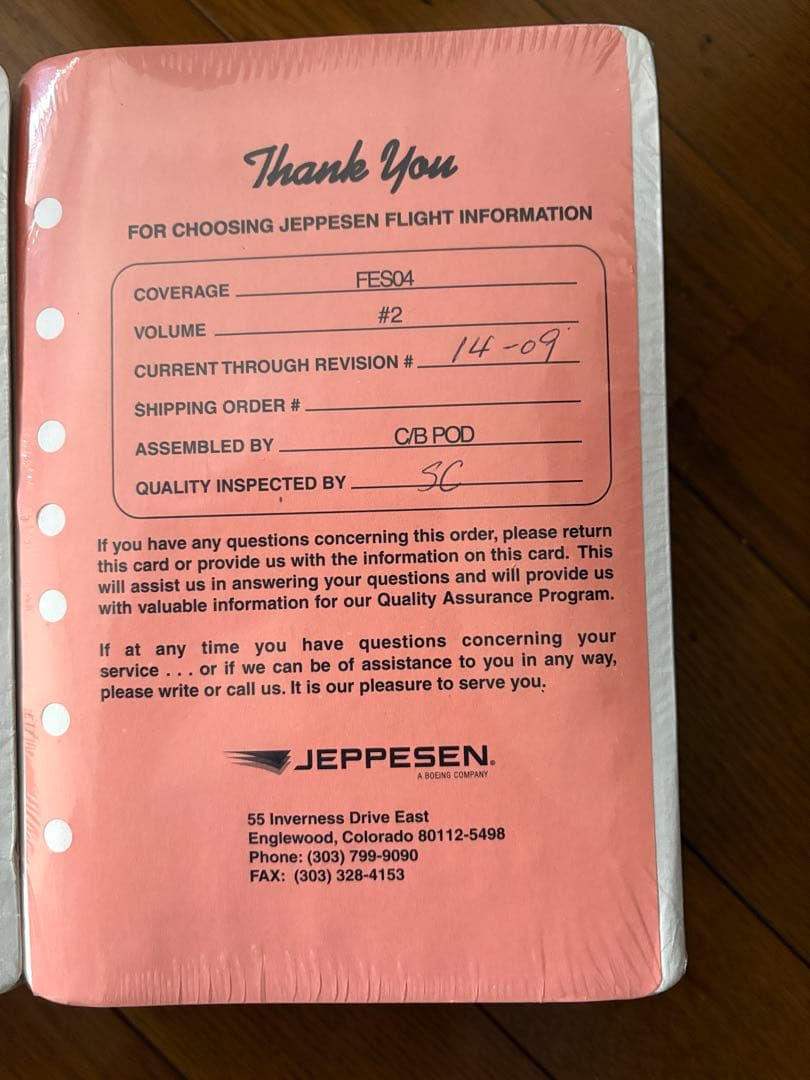 Thank You
FOR CHOOSING JEPPESEN FLIGHT INFORMATION
COVERAGE FES04
VOLUME #2
CURRENT THROUGH REVISION # 14-09
SHIPPING ORDER #
ASSEMBLED BY C/B POD
QUALITY INSPECTED BY SC
If you have any questions concerning this order, please return
this card or provide us with the information on this card. This
will assist us in answering your questions and will provide us
with valuable information for our Quality Assurance Program.
If at any time you have questions concerning your
service . . . or if we can be of assistance to you in any way,
please write or call us. It is our pleasure to serve you.
JEPPESEN®
A BOEING COMPANY
55 Inverness Drive East
Englewood, Colorado 80112-5498
Phone: (303) 799-9090
FAX: (303) 328-4153